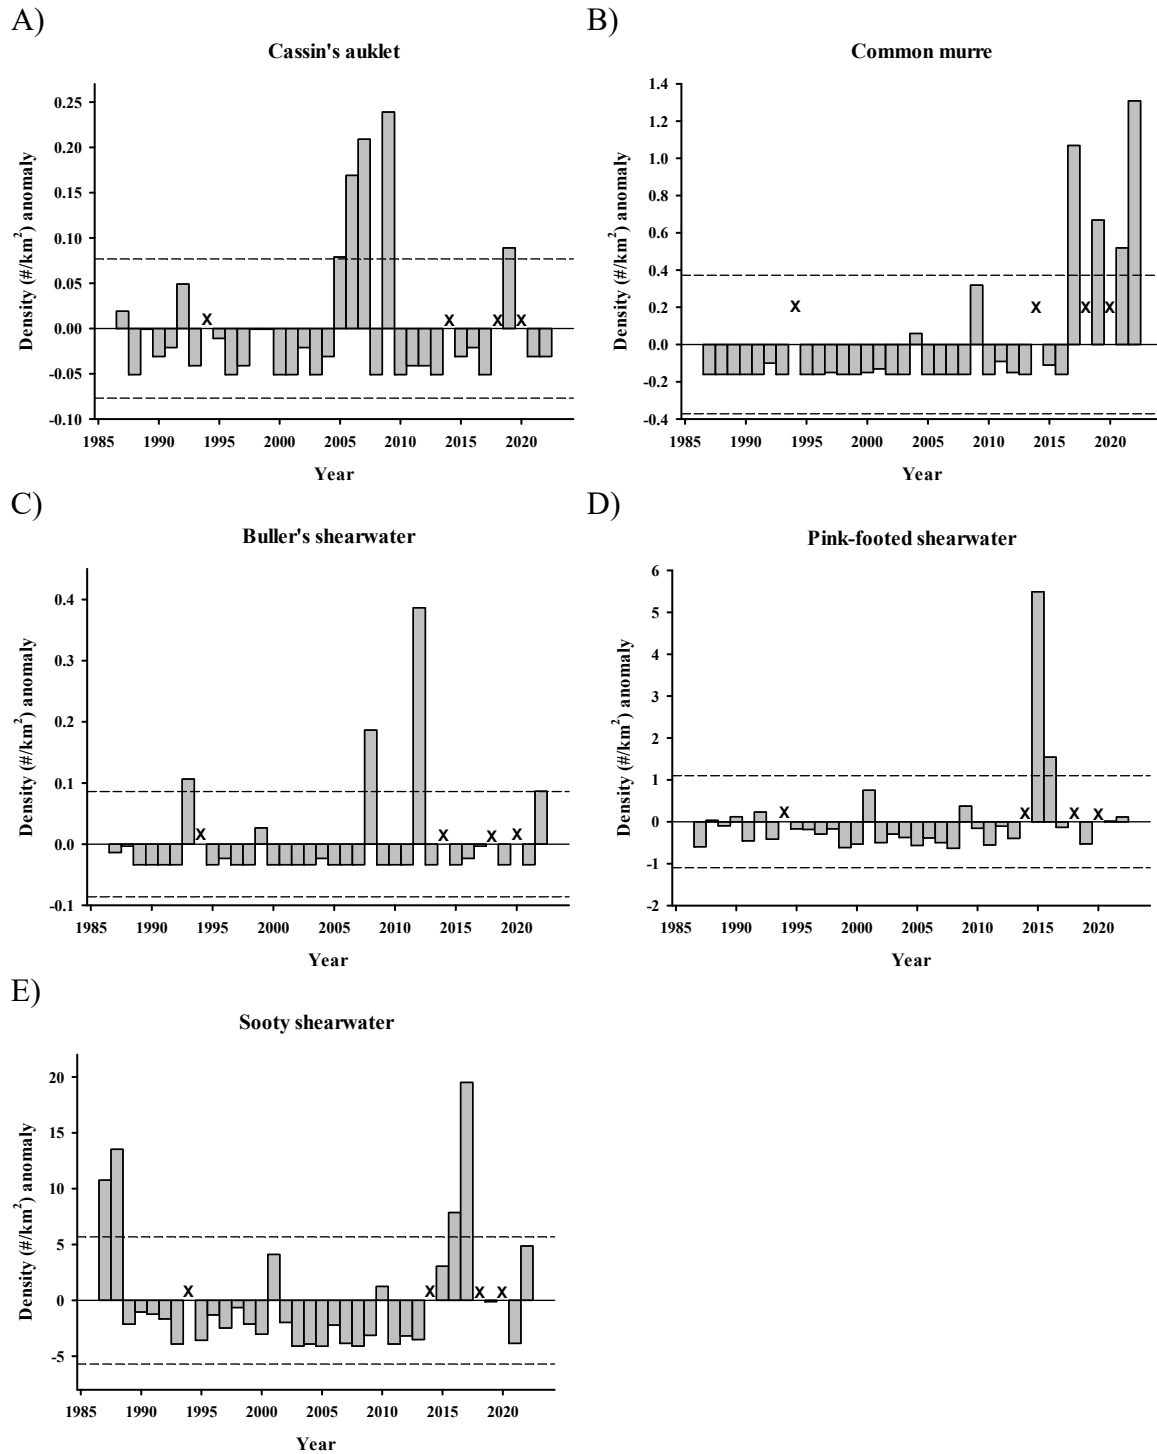 A)
Cassin's auklet
Density (#/km²) anomaly
0.25
0.20
0.15
0.10
0.05
0.00
-0.05
-0.10
X
X
X
X
1985 1990 1995 2000 2005 2010 2015 2020
Year
B)
Common murre
Density (#/km²) anomaly
1.4
1.2
1.0
0.8
0.6
0.4
0.2
0.0
-0.2
-0.4
X
X
X
X
1985 1990 1995 2000 2005 2010 2015 2020
Year
C)
Buller's shearwater
Density (#/km²) anomaly
0.4
0.3
0.2
0.1
0.0
-0.1
X
X
X
X
1985 1990 1995 2000 2005 2010 2015 2020
Year
D)
Pink-footed shearwater
Density (#/km²) anomaly
6
5
4
3
2
1
0
-1
-2
X
X
X
X
1985 1990 1995 2000 2005 2010 2015 2020
Year
E)
Sooty shearwater
Density (#/km²) anomaly
20
15
10
5
0
-5
X
X
X
X
1985 1990 1995 2000 2005 2010 2015 2020
Year